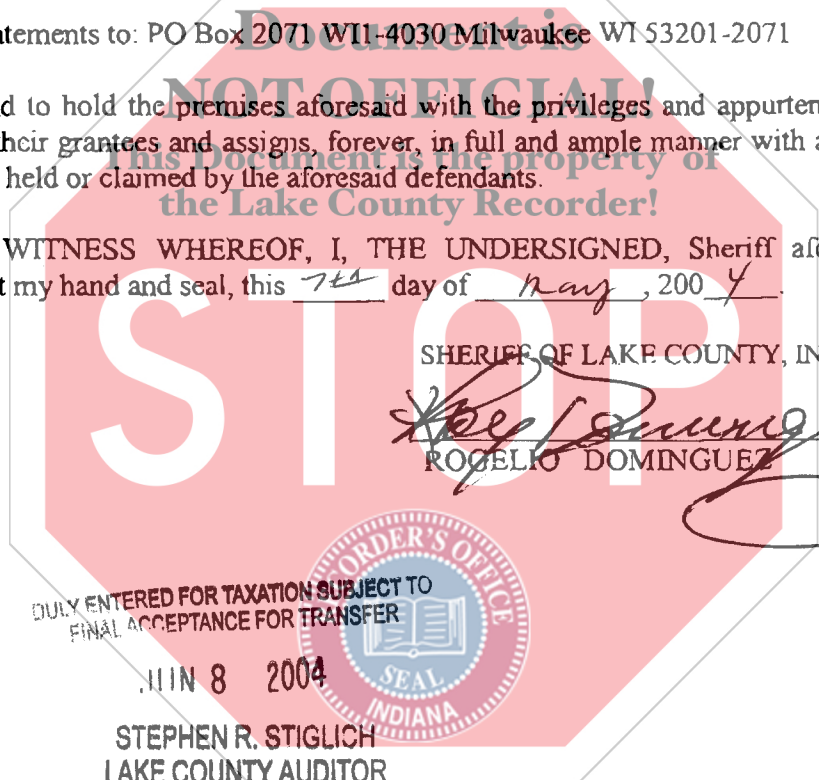 tements to: PO Box 2071 WI1-4030 Milwaukee WI 53201-2071
Document is
NOT OFFICIAL!
d to hold the premises aforesaid with the privileges and appurten
heir grantees and assigns, forever, in full and ample manner with a
This Document is the property of
held or claimed by the aforesaid defendants.
the Lake County Recorder!
WITNESS WHEREOF, I, THE UNDERSIGNED, Sheriff afo
t my hand and seal, this 7th day of May, 2004.
STOP
SHERIFF OF LAKE COUNTY, IN
ROGELIO DOMINGUEZ
RECORDER'S OFFICE
SEAL
INDIANA
DULY ENTERED FOR TAXATION SUBJECT TO
FINAL ACCEPTANCE FOR TRANSFER
JUN 8 2004
STEPHEN R. STIGLICH
LAKE COUNTY AUDITOR